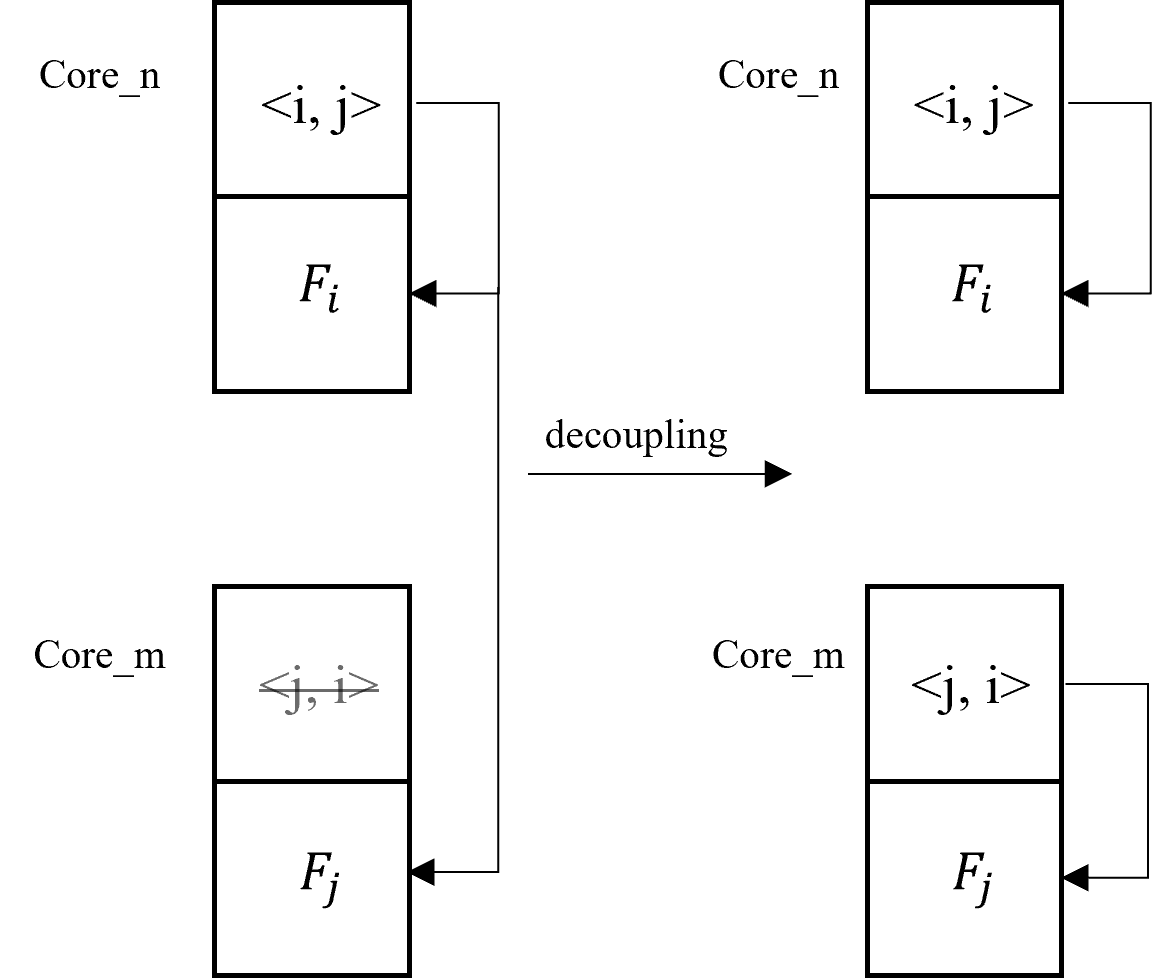 Core_n
<i, j>
Core_n
<i, j>
F_i
F_i
decoupling
Core_m
<j, i>
Core_m
<j, i>
F_j
F_j